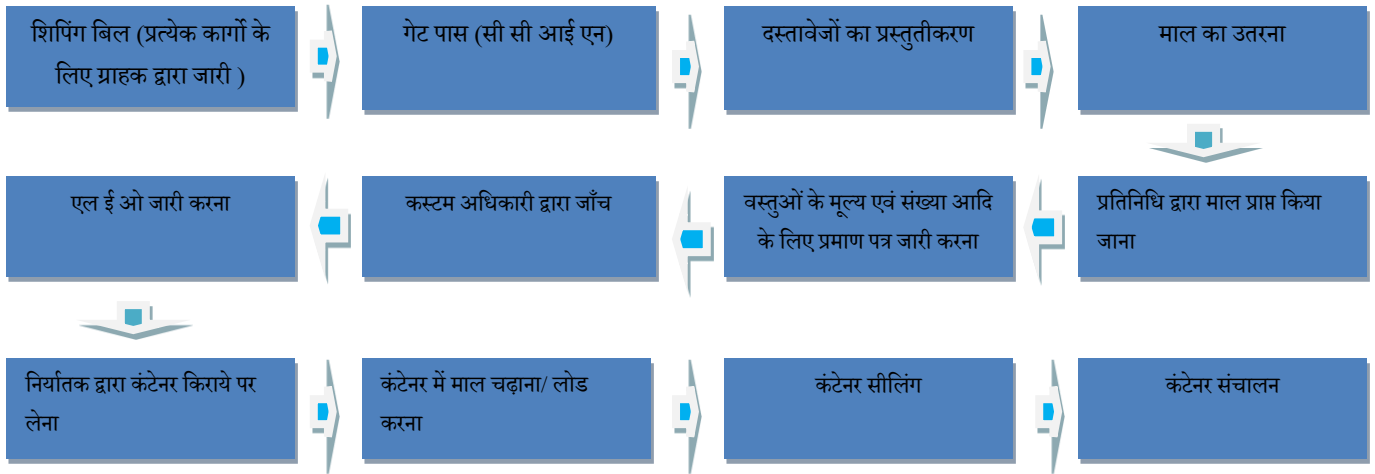 शिपिंग बिल (प्रत्येक कार्गो के
लिए ग्राहक द्वारा जारी )
गेट पास (सी सी आई एन)
दस्तावेजों का प्रस्तुतीकरण
माल का उतरना
प्रतिनिधि द्वारा माल प्राप्त किया
जाना
वस्तुओं के मूल्य एवं संख्या आदि
के लिए प्रमाण पत्र जारी करना
कस्टम अधिकारी द्वारा जाँच
एल ई ओ जारी करना
निर्यातक द्वारा कंटेनर किराये पर
लेना
कंटेनर में माल चढ़ाना/ लोड
करना
कंटेनर सीलिंग
कंटेनर संचालन